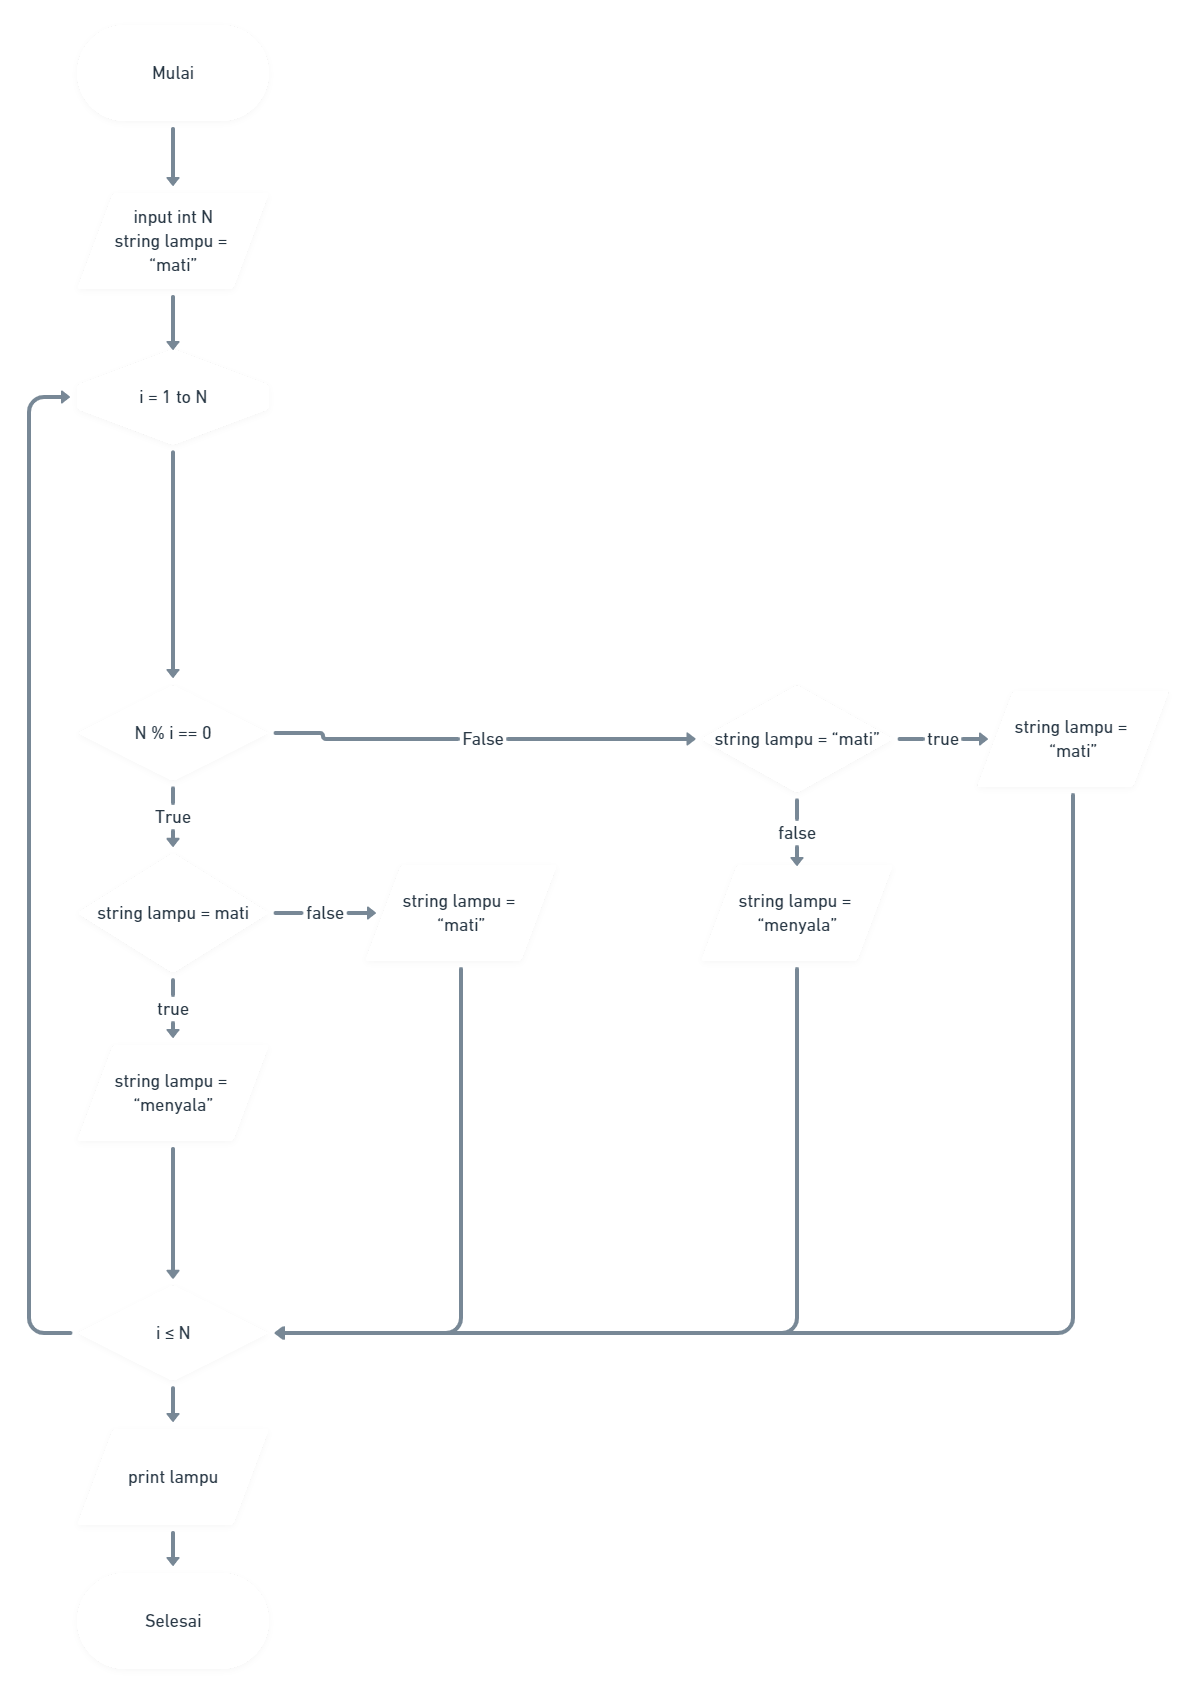 Mulai
input int N
string lampu =
“mati”
i = 1 to N
N % i == 0
False
string lampu = “mati”
true
string lampu =
“mati”
True
false
string lampu = mati
false
string lampu =
“mati”
string lampu =
“menyala”
true
string lampu =
“menyala”
i ≤ N
print lampu
Selesai